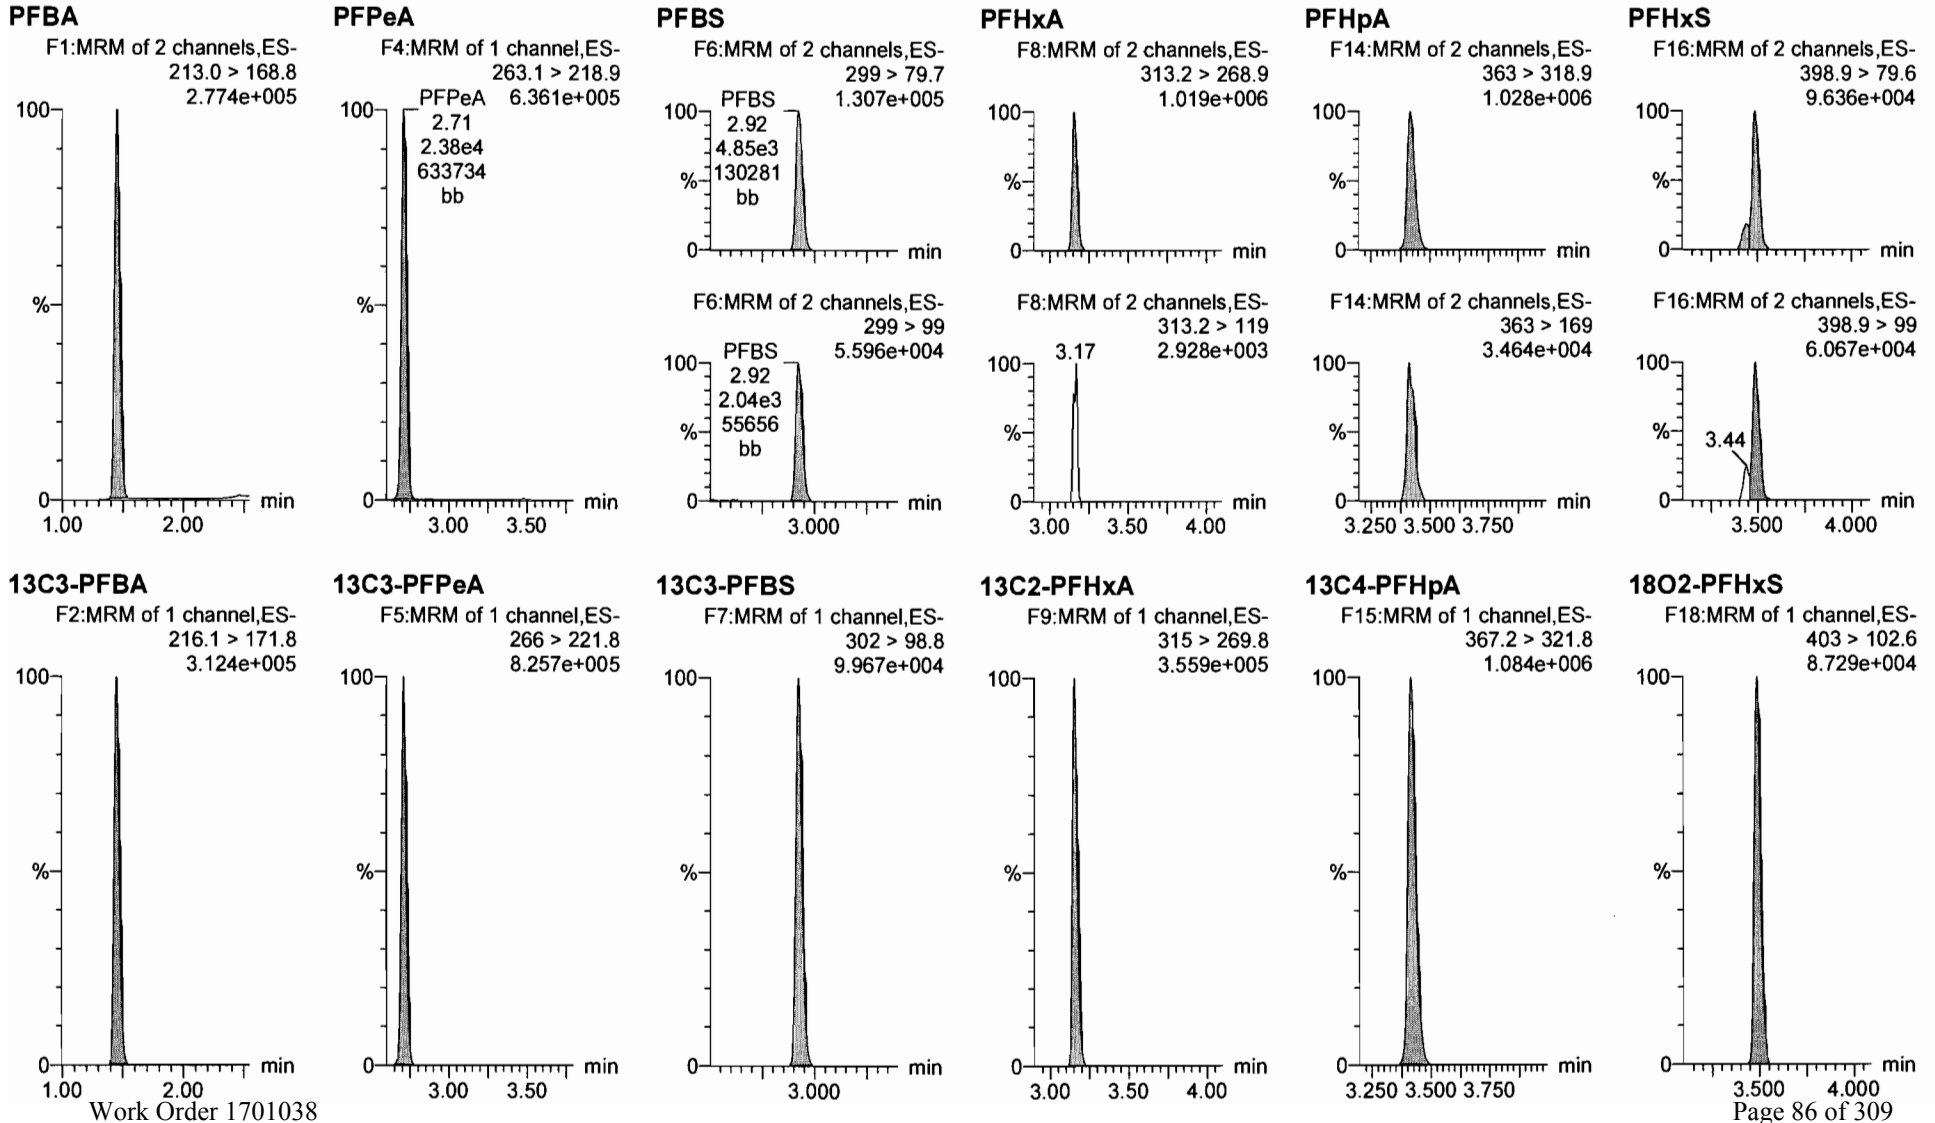 PFBA
F1:MRM of 2 channels,ES-
213.0 > 168.8
2.774e+005
100
%
0
1.00
2.00
min
PFPeA
F4:MRM of 1 channel,ES-
263.1 > 218.9
6.361e+005
PFPeA
2.71
2.38e4
633734
bb
100
%
0
3.00
3.50
min
PFBS
F6:MRM of 2 channels,ES-
299 > 79.7
1.307e+005
PFBS
2.92
4.85e3
130281
bb
100
%
0
min
F6:MRM of 2 channels,ES-
299 > 99
5.596e+004
PFBS
2.92
2.04e3
55656
bb
100
%
0
3.000
min
PFHxA
F8:MRM of 2 channels,ES-
313.2 > 268.9
1.019e+006
100
%
0
min
F8:MRM of 2 channels,ES-
313.2 > 119
2.928e+003
3.17
100
%
0
3.00
3.50
4.00
min
PFHpA
F14:MRM of 2 channels,ES-
363 > 318.9
1.028e+006
100
%
0
min
F14:MRM of 2 channels,ES-
363 > 169
3.464e+004
100
%
0
3.250 3.500 3.750
min
PFHxS
F16:MRM of 2 channels,ES-
398.9 > 79.6
9.636e+004
100
%
0
min
F16:MRM of 2 channels,ES-
398.9 > 99
6.067e+004
3.44
100
%
0
3.500
4.000
min
13C3-PFBA
F2:MRM of 1 channel,ES-
216.1 > 171.8
3.124e+005
100
%
0
1.00
2.00
min
13C3-PFPeA
F5:MRM of 1 channel,ES-
266 > 221.8
8.257e+005
100
%
0
3.00
3.50
min
13C3-PFBS
F7:MRM of 1 channel,ES-
302 > 98.8
9.967e+004
100
%
0
3.000
min
13C2-PFHxA
F9:MRM of 1 channel,ES-
315 > 269.8
3.559e+005
100
%
0
3.00
3.50
4.00
min
13C4-PFHpA
F15:MRM of 1 channel,ES-
367.2 > 321.8
1.084e+006
100
%
0
3.250 3.500 3.750
min
18O2-PFHxS
F18:MRM of 1 channel,ES-
403 > 102.6
8.729e+004
100
%
0
3.500
4.000
min
Work Order 1701038
Page 86 of 309